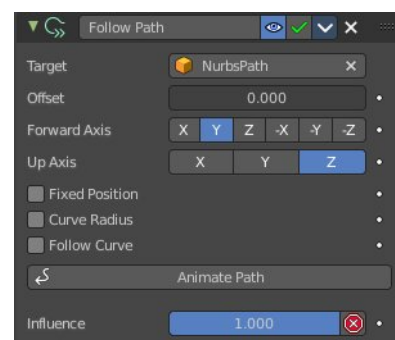 Follow Path
Target NurbsPath
Offset 0.000
Forward Axis X Y Z -X -Y -Z
Up Axis X Y Z
Fixed Position
Curve Radius
Follow Curve
Animate Path
Influence 1.000